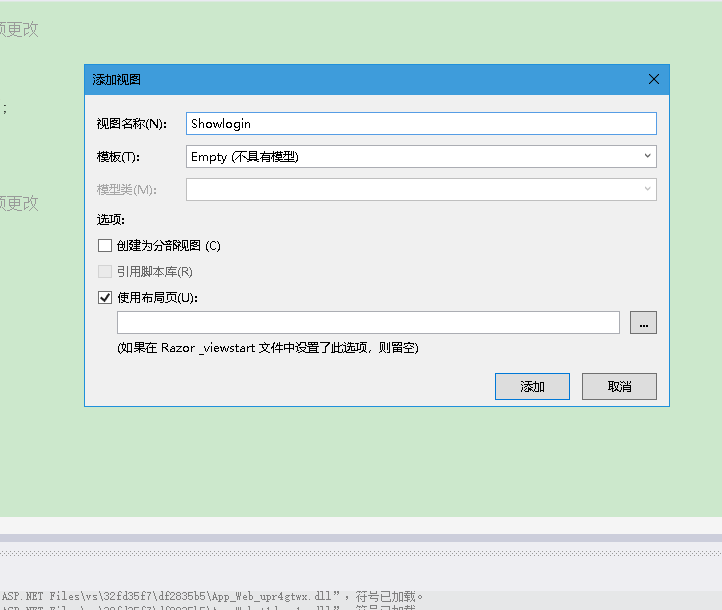 更改
;
更改
添加视图
视图名称(N):
Showlogin
模板(T):
Empty (不具有模型)
模型类(M):
选项:
创建为分部视图 (C)
引用脚本库(R)
使用布局页(U):
...
(如果在 Razor _viewstart 文件中设置了此选项，则留空)
添加 取消
ASP.NET Files\vs\32fd35f7\df2835b5\App_Web_upr4gtwx.dll”，符号已加载。